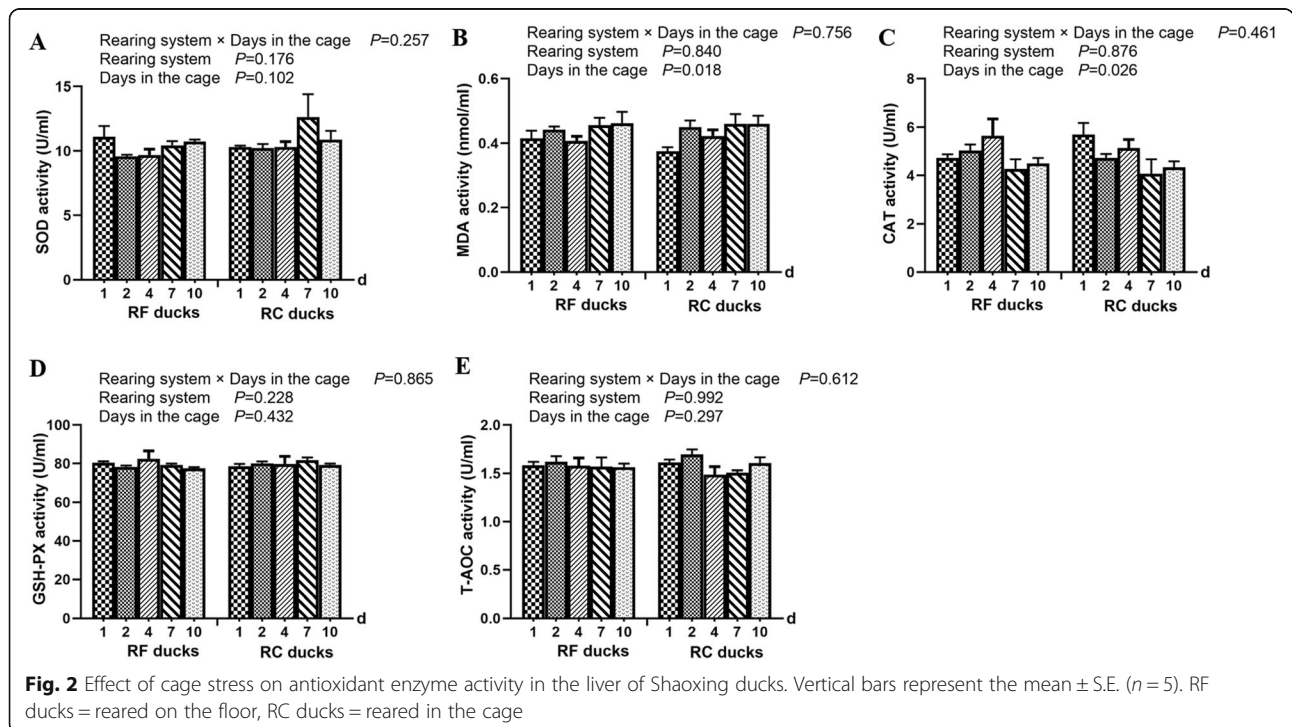 A
Rearing system × Days in the cage P=0.257
Rearing system P=0.176
Days in the cage P=0.102
SOD activity (U/ml)
15
10
5
0
1 2 4 7 10 1 2 4 7 10 d
RF ducks RC ducks
B
Rearing system × Days in the cage P=0.756
Rearing system P=0.840
Days in the cage P=0.018
MDA activity (nmol/ml)
0.6
0.4
0.2
0.0
1 2 4 7 10 1 2 4 7 10 d
RF ducks RC ducks
C
Rearing system × Days in the cage P=0.461
Rearing system P=0.876
Days in the cage P=0.026
CAT activity (U/ml)
8
6
4
2
0
1 2 4 7 10 1 2 4 7 10 d
RF ducks RC ducks
D
Rearing system × Days in the cage P=0.865
Rearing system P=0.228
Days in the cage P=0.432
GSH-PX activity (U/ml)
100
80
60
40
20
0
1 2 4 7 10 1 2 4 7 10 d
RF ducks RC ducks
E
Rearing system × Days in the cage P=0.612
Rearing system P=0.992
Days in the cage P=0.297
T-AOC activity (U/ml)
2.0
1.5
1.0
0.5
0.0
1 2 4 7 10 1 2 4 7 10 d
RF ducks RC ducks
Fig. 2 Effect of cage stress on antioxidant enzyme activity in the liver of Shaoxing ducks. Vertical bars represent the mean ± S.E. (n = 5). RF
ducks = reared on the floor, RC ducks = reared in the cage